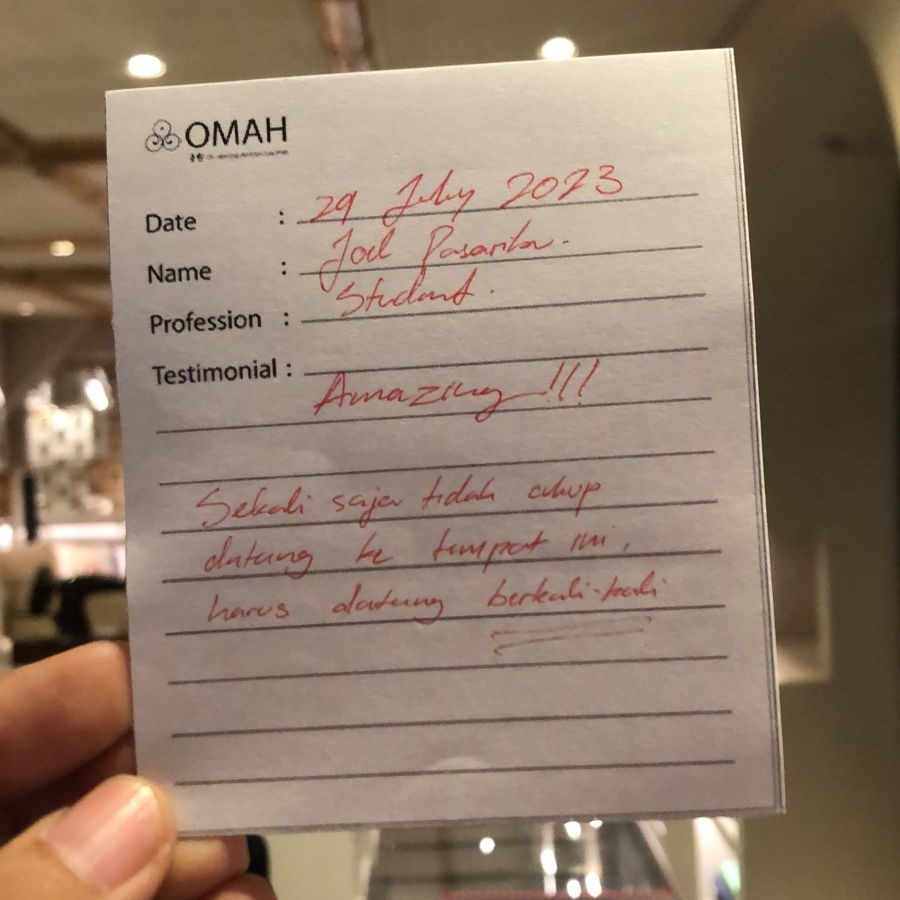 OMAH
Date : 29 July 2023
Name : Joel Pasaribu.
Profession : Student.
Testimonial :
Amazing !!!
Sekali saja tidak cukup
datang ke tempat ini,
harus datang berkali-kali